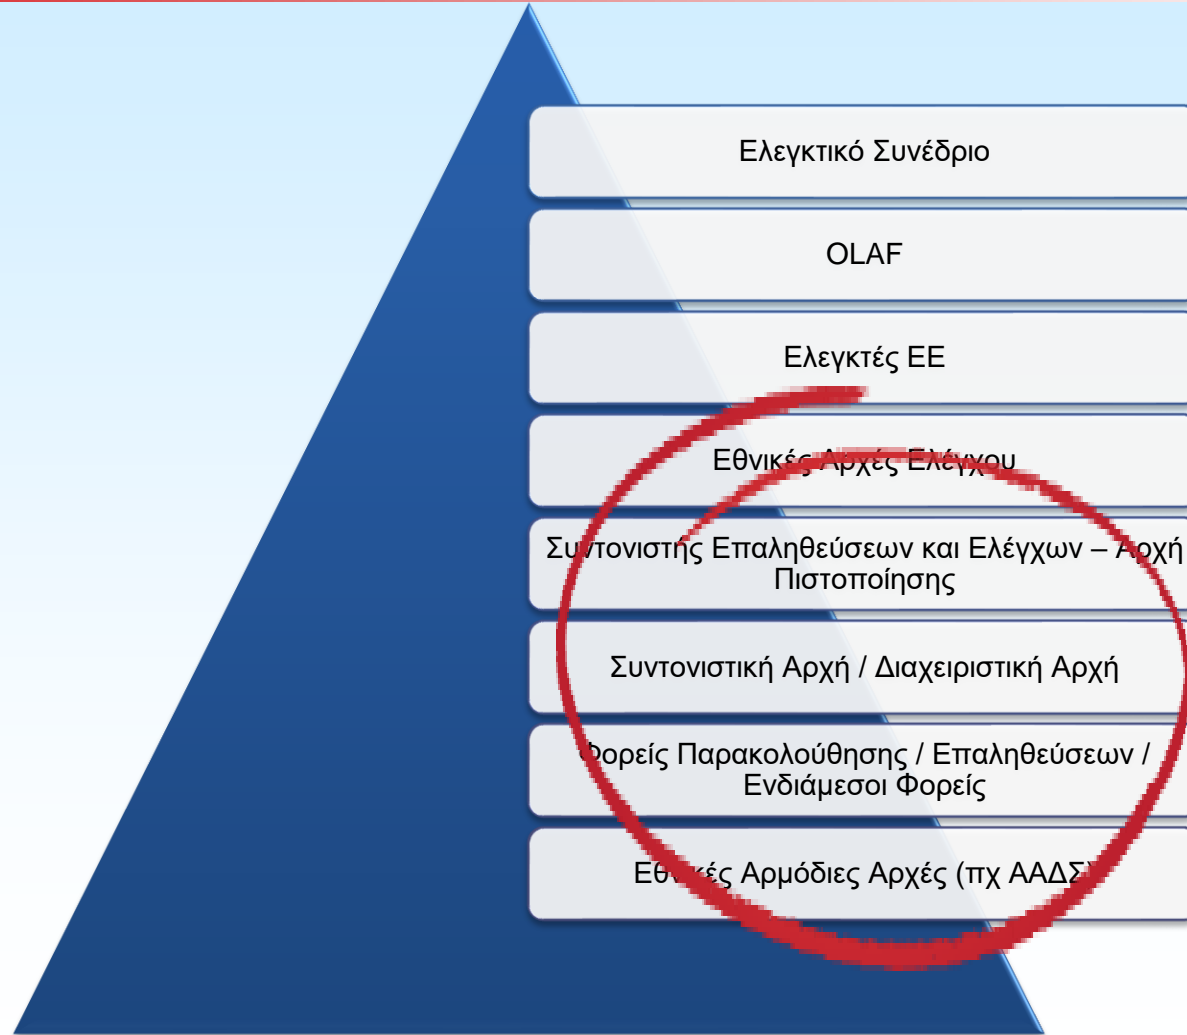 Ελεγκτικό Συνέδριο
OLAF
Ελεγκτές ΕΕ
Εθνικές Αρχές Ελέγχου
Συντονιστής Επαληθεύσεων και Ελέγχων – Αρχή
Πιστοποίησης
Συντονιστική Αρχή / Διαχειριστική Αρχή
Φορείς Παρακολούθησης / Επαληθεύσεων /
Ενδιάμεσοι Φορείς
Εθνικές Αρμόδιες Αρχές (πχ ΑΑΔΣ)